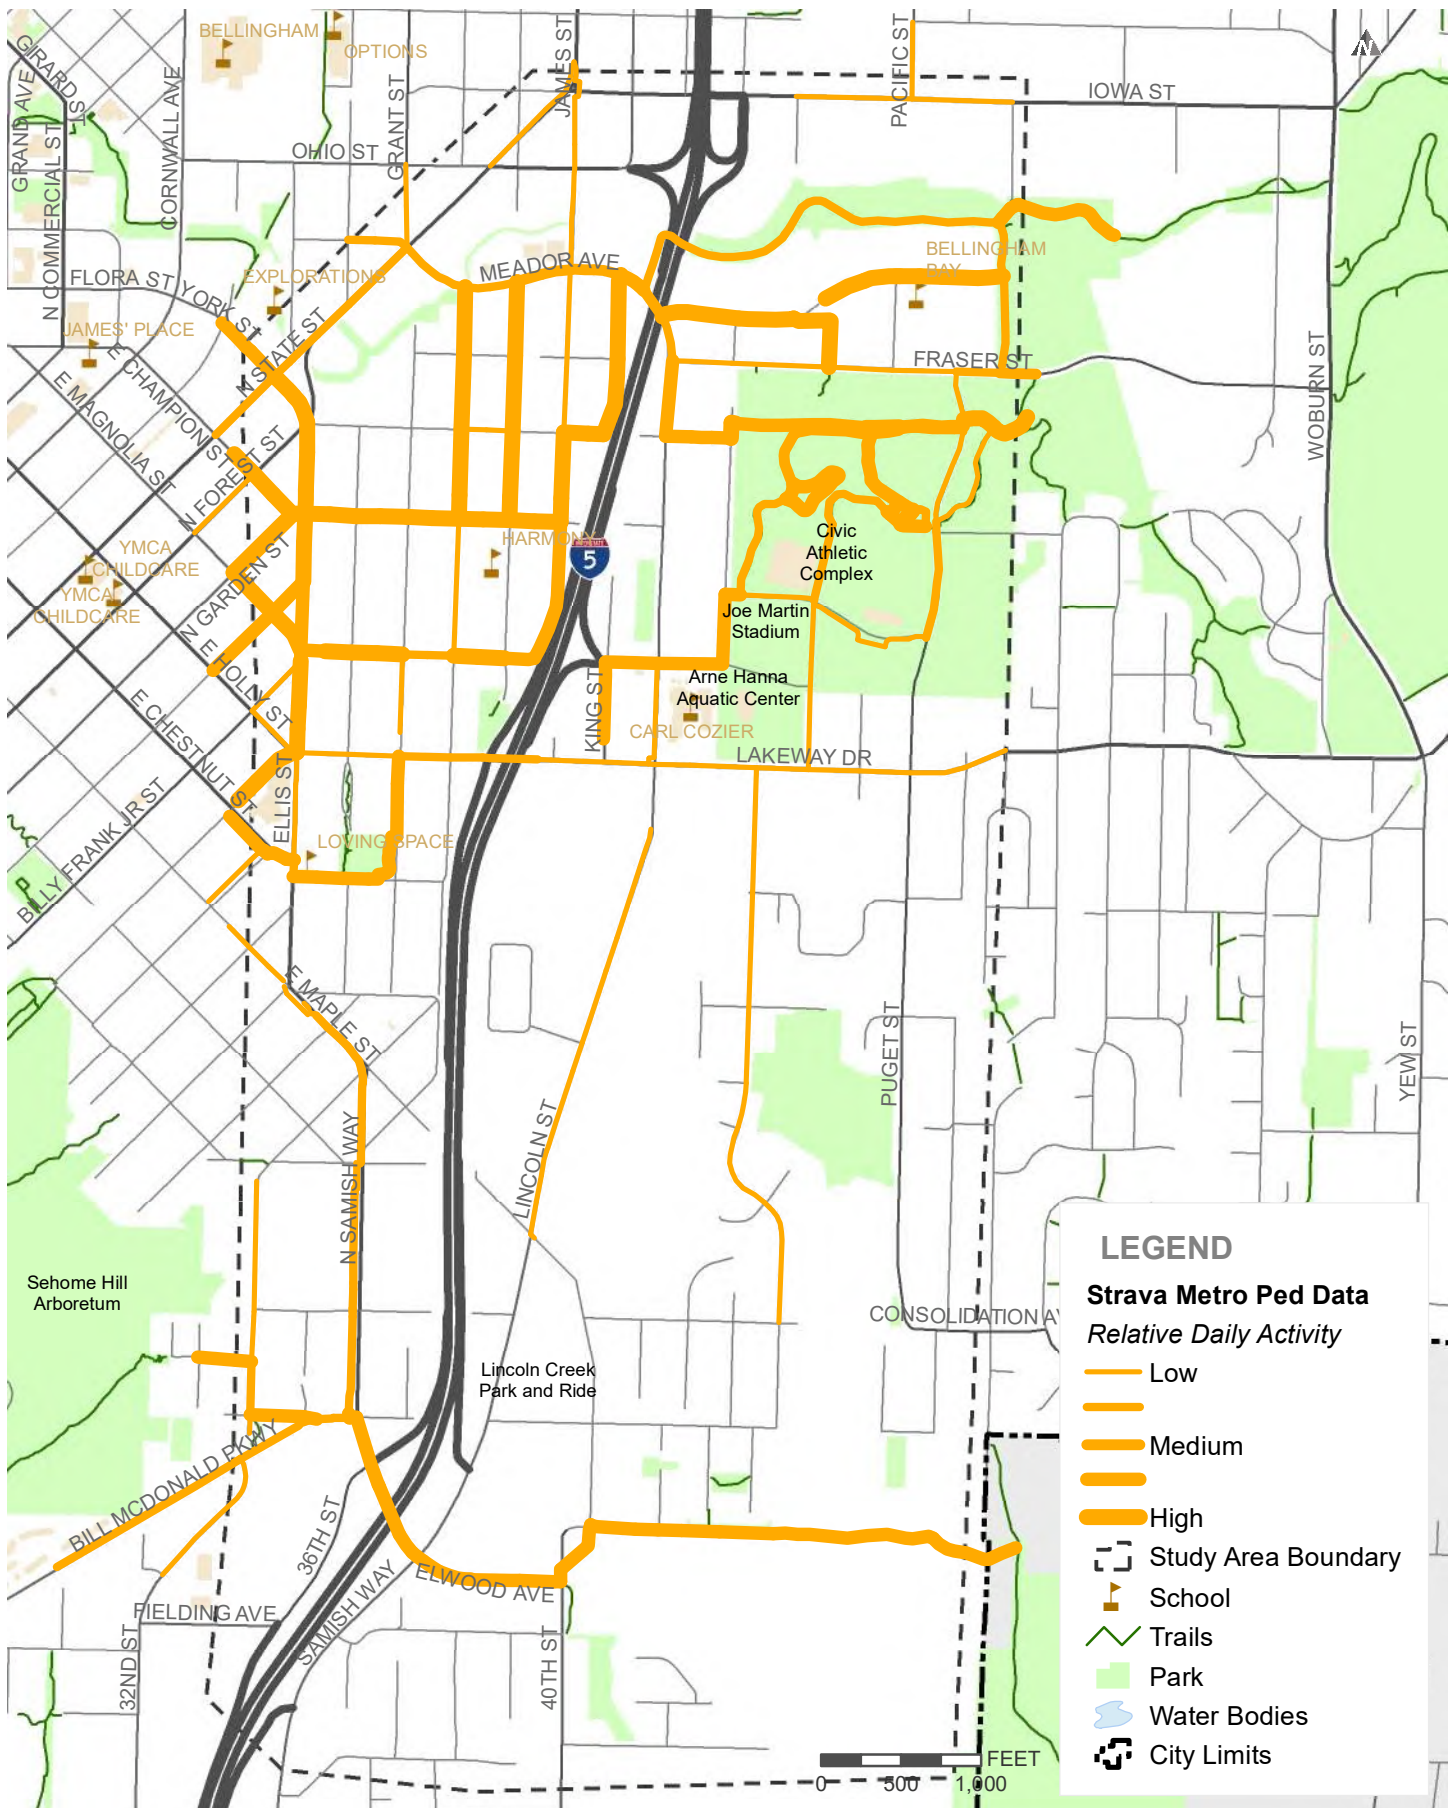 BELLINGHAM
OPTIONS
GIRARD ST
GRAND AVE
N COMMERCIAL ST
CORNWALL AVE
GRANT ST
JAMES ST
PACIFIC ST
N
IOWA ST
OHIO ST
FLORA ST
YORK ST
EXPLORATIONS
MEADOR AVE
BELLINGHAM
BAY
JAMES' PLACE
N STATE ST
FRASER ST
WOBURN ST
E CHAMPION ST
E MAGNOLIA ST
N FOREST ST
YMCA
CHILDCARE
YMCA
CHILDCARE
N GARDEN ST
HARMONY
INTERSTATE
5
Civic
Athletic
Complex
Joe Martin
Stadium
N E HOLLY ST
Arne Hanna
Aquatic Center
KING ST
CARL COZIER
LAKEWAY DR
E CHESTNUT ST
ELLIS ST
BILLY FRANK JR ST
LOVING SPACE
E MAPLE ST
N SAMISH WAY
LINCOLN ST
PUGET ST
YEW ST
Sehome Hill
Arboretum
CONSOLIDATION AV
Lincoln Creek
Park and Ride
BILL MCDONALD PKWY
36TH ST
ELWOOD AVE
SAMISH WAY
FIELDING AVE
32ND ST
40TH ST
LEGEND
Strava Metro Ped Data
Relative Daily Activity
Low
Medium
High
Study Area Boundary
School
Trails
Park
Water Bodies
City Limits
FEET
0 500 1,000